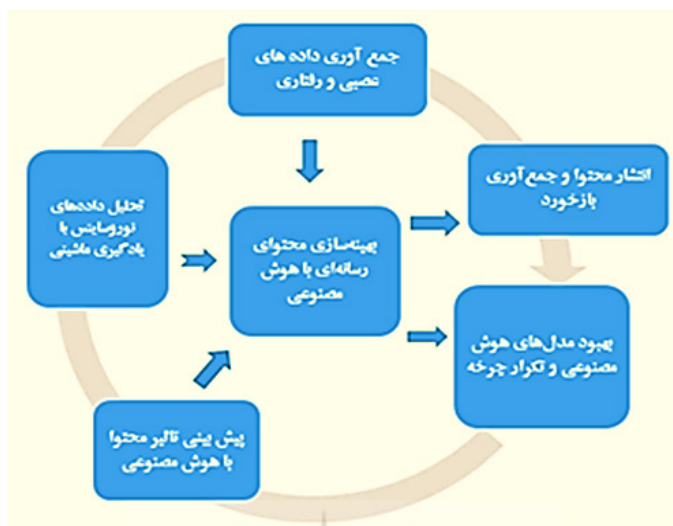 جمع آوری داده های
عصبی و رفتاری
انتشار محتوا و جمع‌آوری
بازخورد
تحلیل داده‌های
نوروساینس با
یادگیری ماشینی
بهینه‌سازی محتوای
رسانه‌ای با هوش
مصنوعی
بهبود مدل‌های هوش
مصنوعی و تکرار چرخه
پیش بینی تاثیر محتوا
با هوش مصنوعی